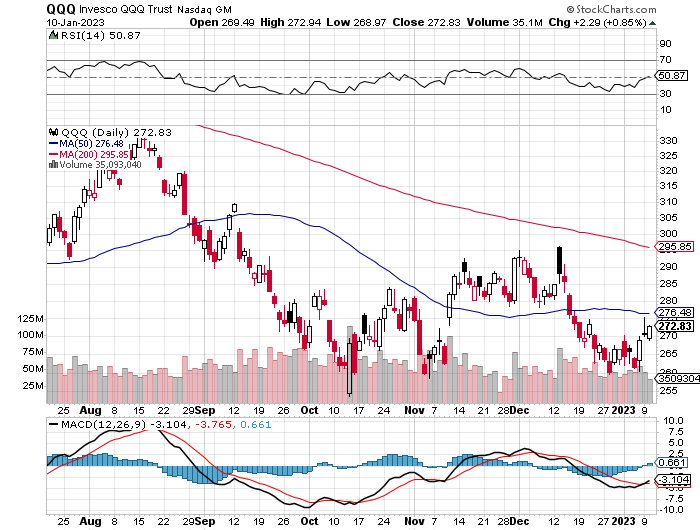 QQQ Invesco QQQ Trust Nasdaq GM
© StockCharts.com
10-Jan-2023
Open 269.49 High 272.94 Low 268.97 Close 272.83 Volume 35.1M Chg +2.29 (+0.85%)
RSI(14) 50.87
90
70
50.87
30
10
QQQ (Daily) 272.83
MA(50) 276.48
MA(200) 295.85
Volume 35,093,040
330
325
320
315
310
305
300
295.85
290
285
280
276.48
272.83
270
265
260
255
125M
100M
75M
50M
25M
3509304
25 Aug 8 15 22 Sep 12 19 26 Oct 10 17 24 Nov 7 14 21 28 Dec 12 19 27 2023 9
MACD(12,26,9) -3.104, -3.765, 0.661
7.5
5.0
2.5
0.661
-3.104
-7.5
-10.0
25 Aug 8 15 22 Sep 12 19 26 Oct 10 17 24 Nov 7 14 21 28 Dec 12 19 27 2023 9